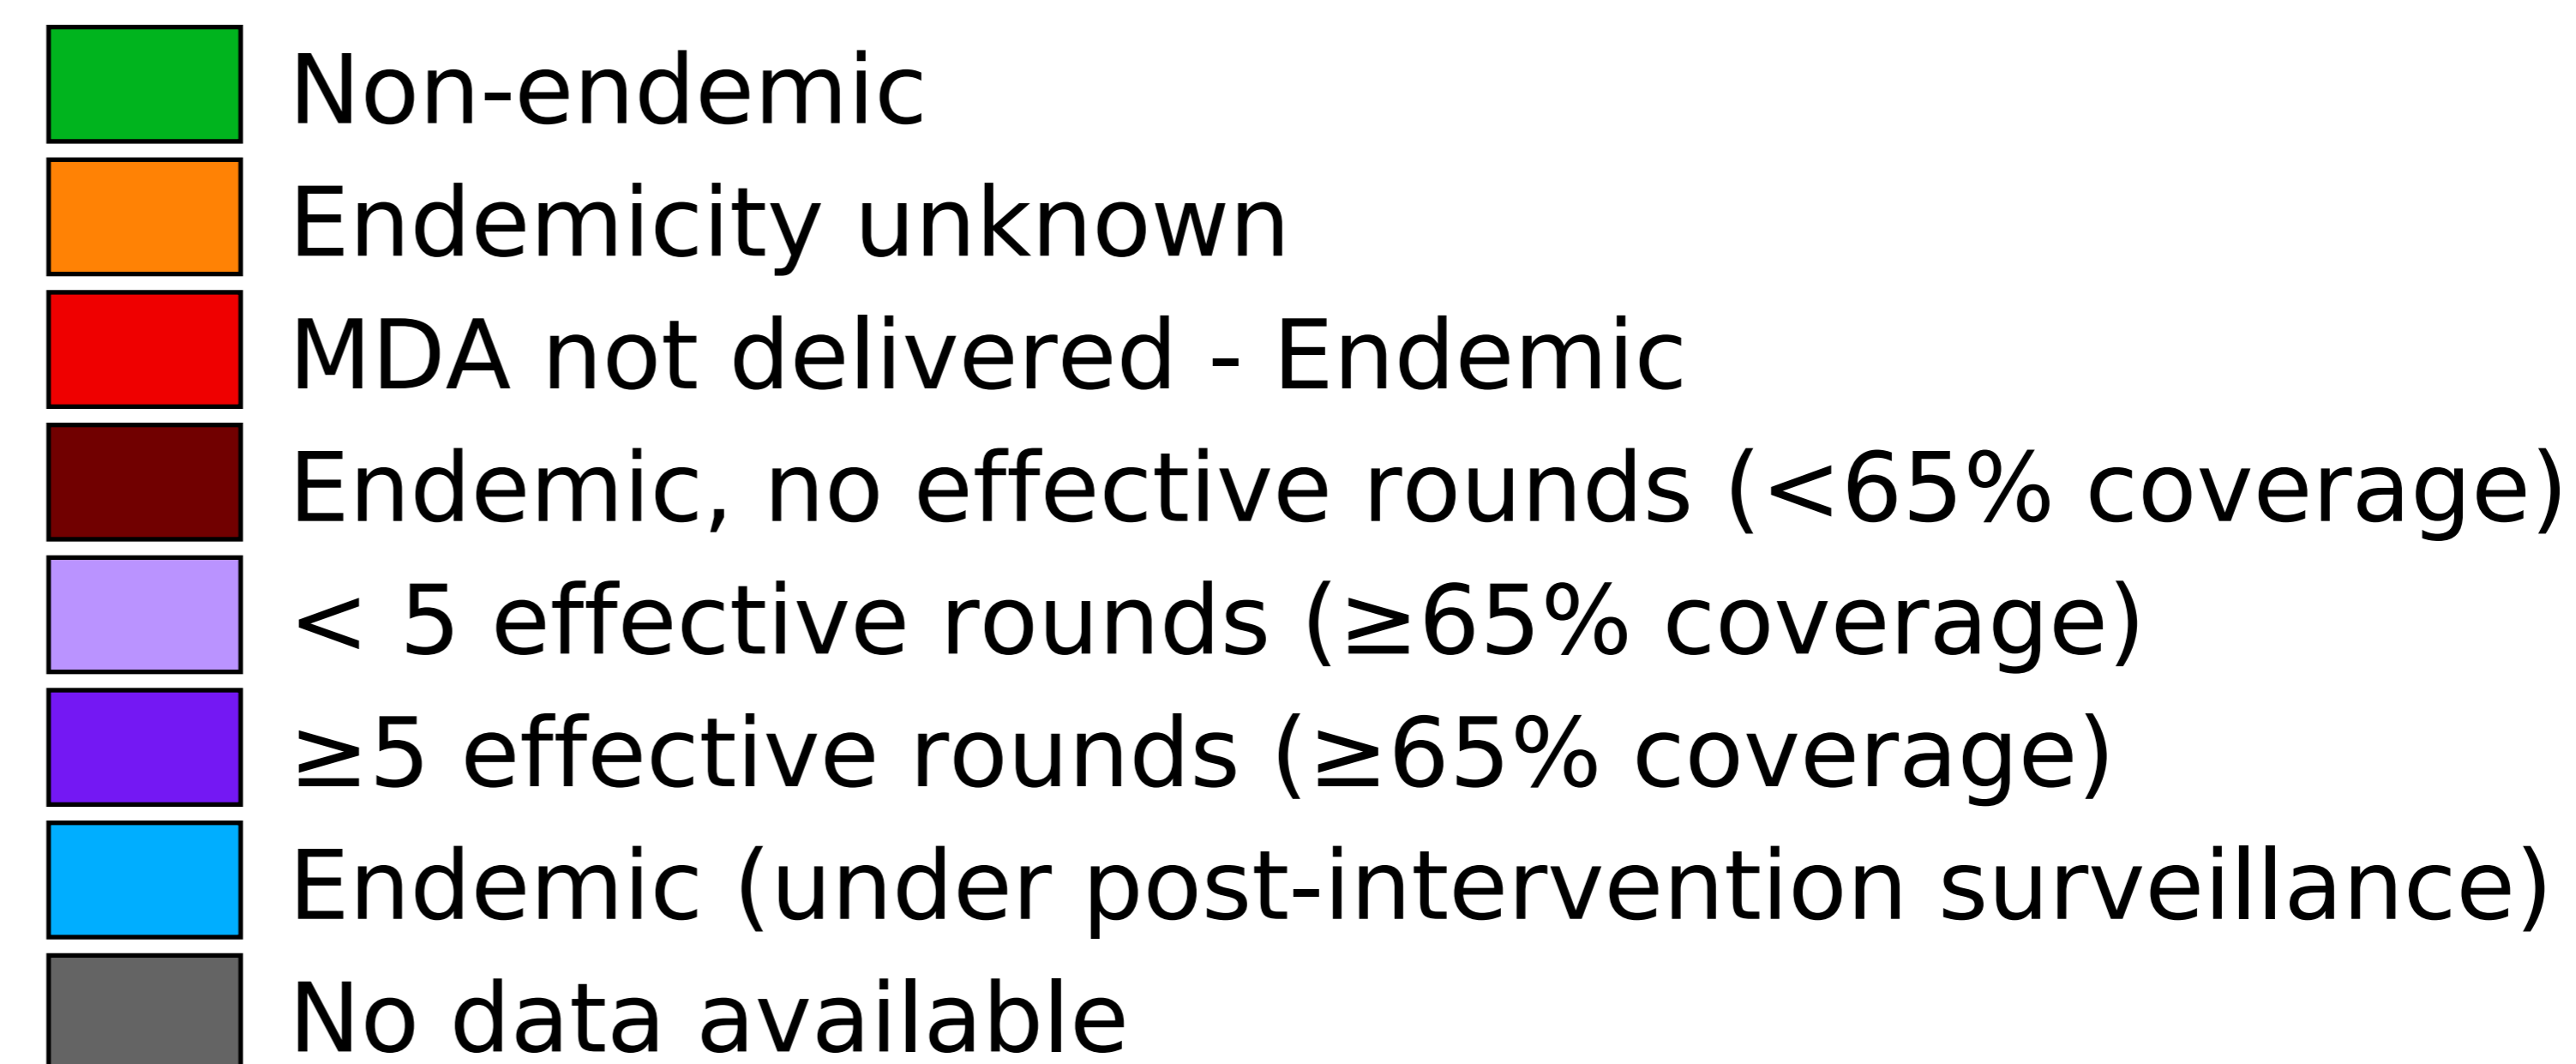 Non-endemic
Endemicity unknown
MDA not delivered - Endemic
Endemic, no effective rounds (<65% coverage)
< 5 effective rounds (≥65% coverage)
≥5 effective rounds (≥65% coverage)
Endemic (under post-intervention surveillance)
No data available